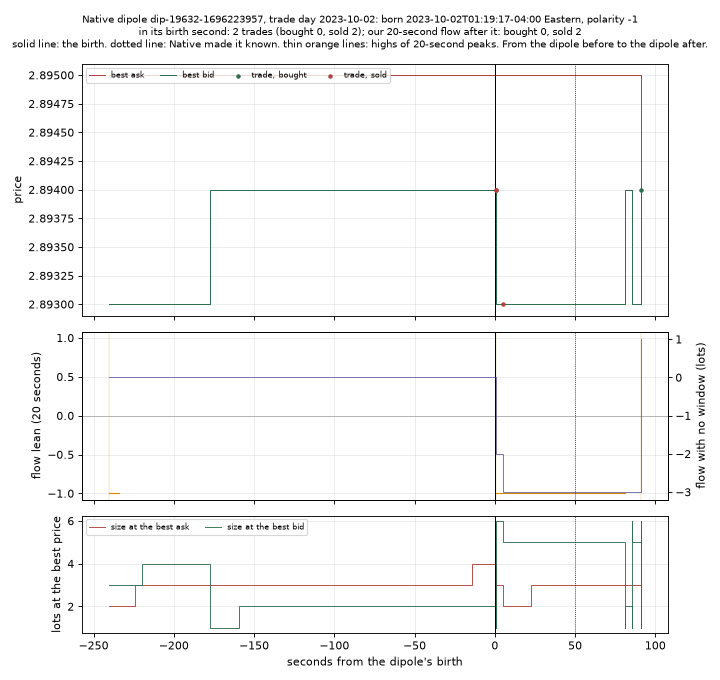 Native dipole dip-19632-1696223957, trade day 2023-10-02: born 2023-10-02T01:19:17-04:00 Eastern, polarity -1
in its birth second: 2 trades (bought 0, sold 2); our 20-second flow after it: bought 0, sold 2
solid line: the birth. dotted line: Native made it known. thin orange lines: highs of 20-second peaks. From the dipole before to the dipole after.
best ask best bid trade, bought trade, sold
2.89500
2.89475
2.89450
2.89425
2.89400
2.89375
2.89350
2.89325
2.89300
price
1.0
0.5
0.0
−0.5
−1.0
flow lean (20 seconds)
1
0
−1
−2
−3
flow with no window (lots)
size at the best ask size at the best bid
6
4
2
lots at the best price
−250 −200 −150 −100 −50 0 50 100
seconds from the dipole's birth